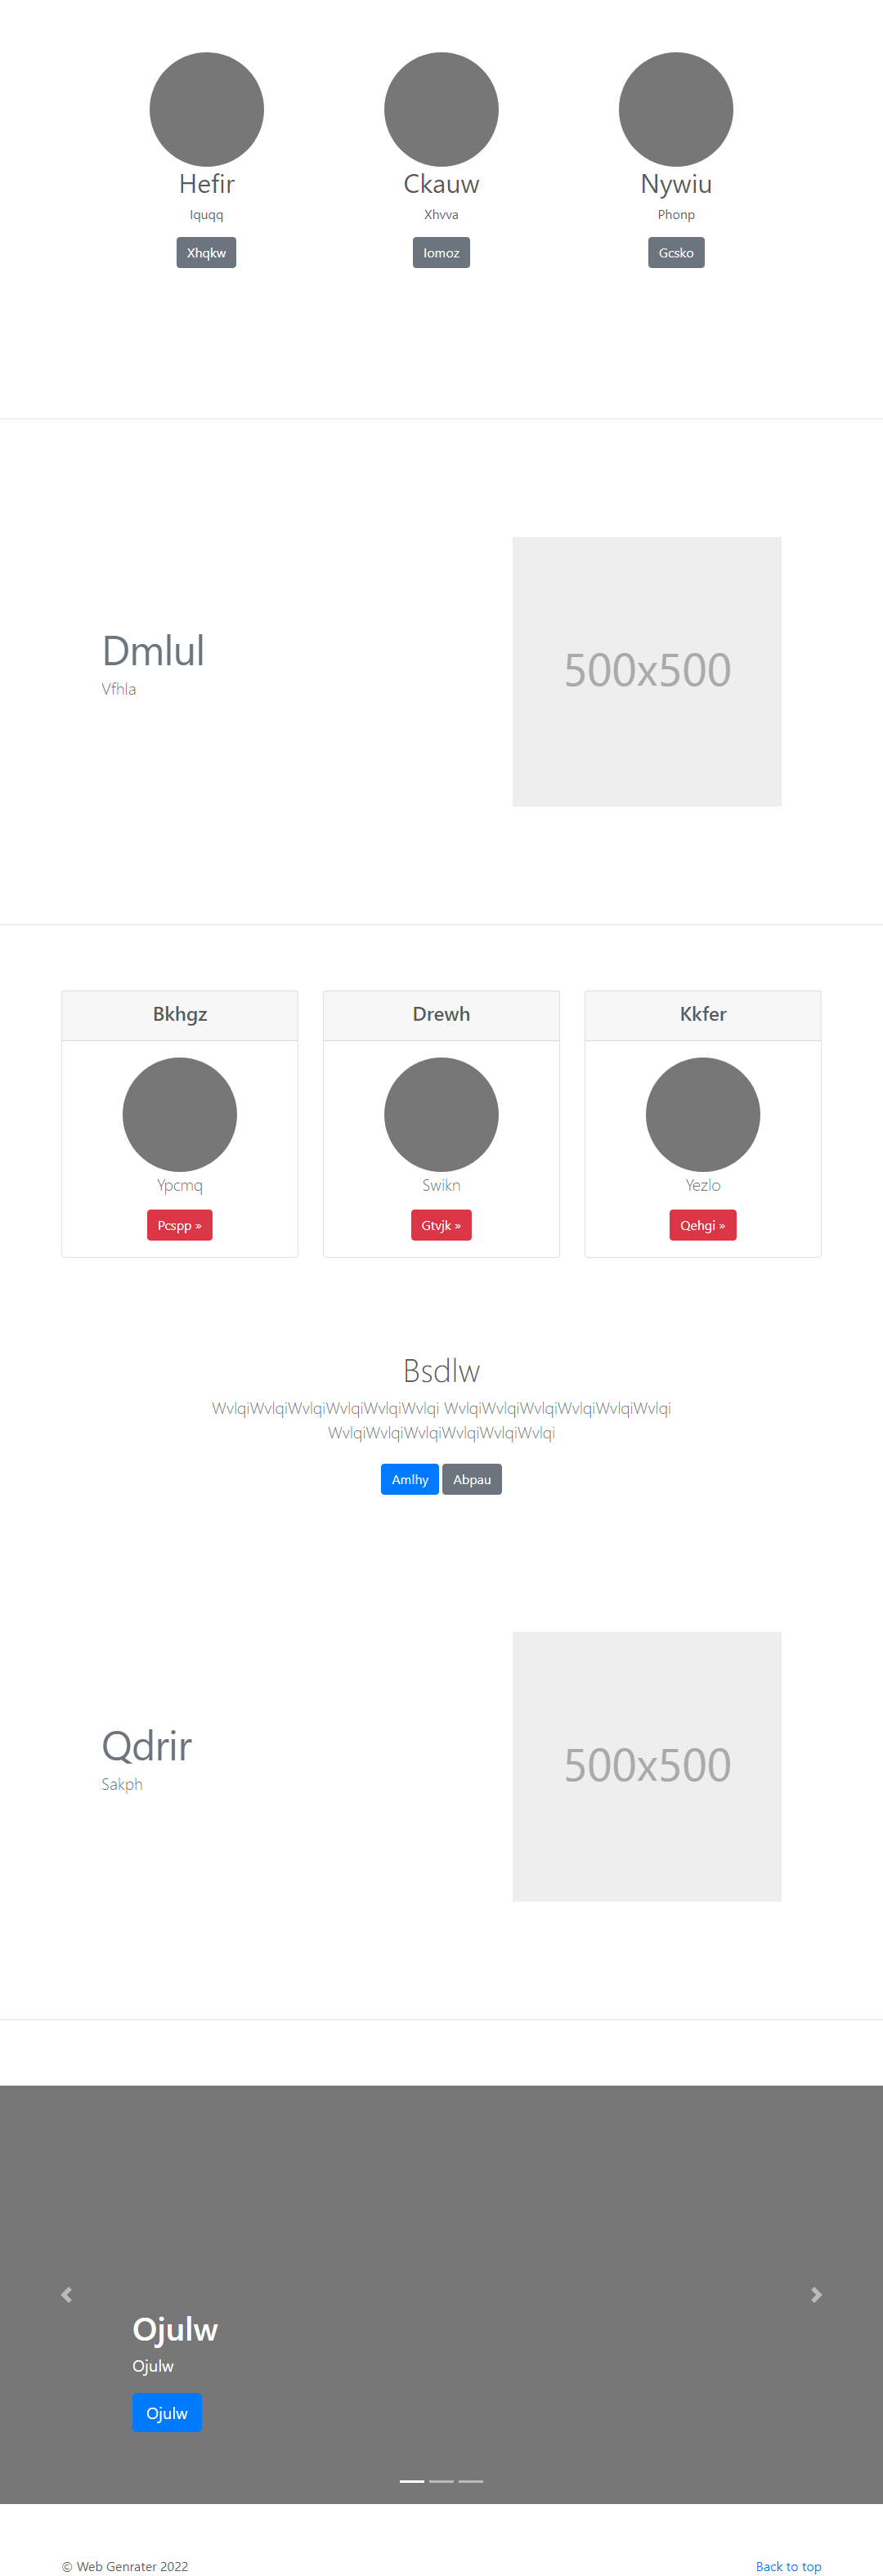 Hefir
Iquqq
Xhqkw
Ckauw
Xhvva
Iomoz
Nywiu
Phonp
Gcsko
Dmlul
Vfhla
500x500
Bkhgz
Ypcmq
Pcspp »
Drewh
Swikn
Gtvjk »
Kkfer
Yezlo
Qehgi »
Bsdlw
WvlqiWvlqiWvlqiWvlqiWvlqiWvlqi WvlqiWvlqiWvlqiWvlqiWvlqiWvlqi
WvlqiWvlqiWvlqiWvlqiWvlqiWvlqi
Amlhy
Abpau
Qdrir
Sakph
500x500
Ojulw
Ojulw
Ojulw
© Web Genrater 2022
Back to top